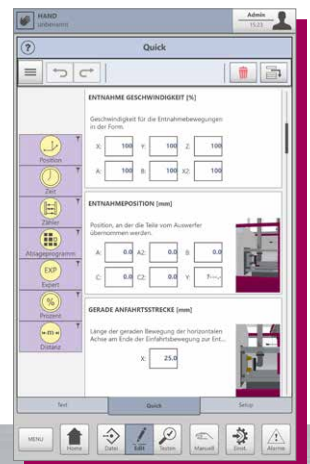 HAND
unbenannt
Admin
15:23
?
Quick
ENTNAHME GESCHWINDIGKEIT [%]
Geschwindigkeit für die Entnahmebewegungen
in der Form.
X: 100 Y: 100 Z: 100
A: 100 B: 100 X2: 100
Position
Zeit
Zähler
Ablageprogramm
EXP
Expert
%
Prozent
Distanz
ENTNAHMEPOSITION [mm]
Position, an der die Teile vom Auswerfer
übernommen werden.
A: 0.0 A2: 0.0 B: 0.0
C: 0.0 C2: 0.0 Y:
GERADE ANFAHRTSSTRECKE [mm]
Länge der geraden Bewegung der horizontalen
Achse am Ende der Einfahrtsbewegung zur Ent...
X: 25.0
Text Quick Setup
MENU Home Datei Edit Testen Manuell Einst. Alarme